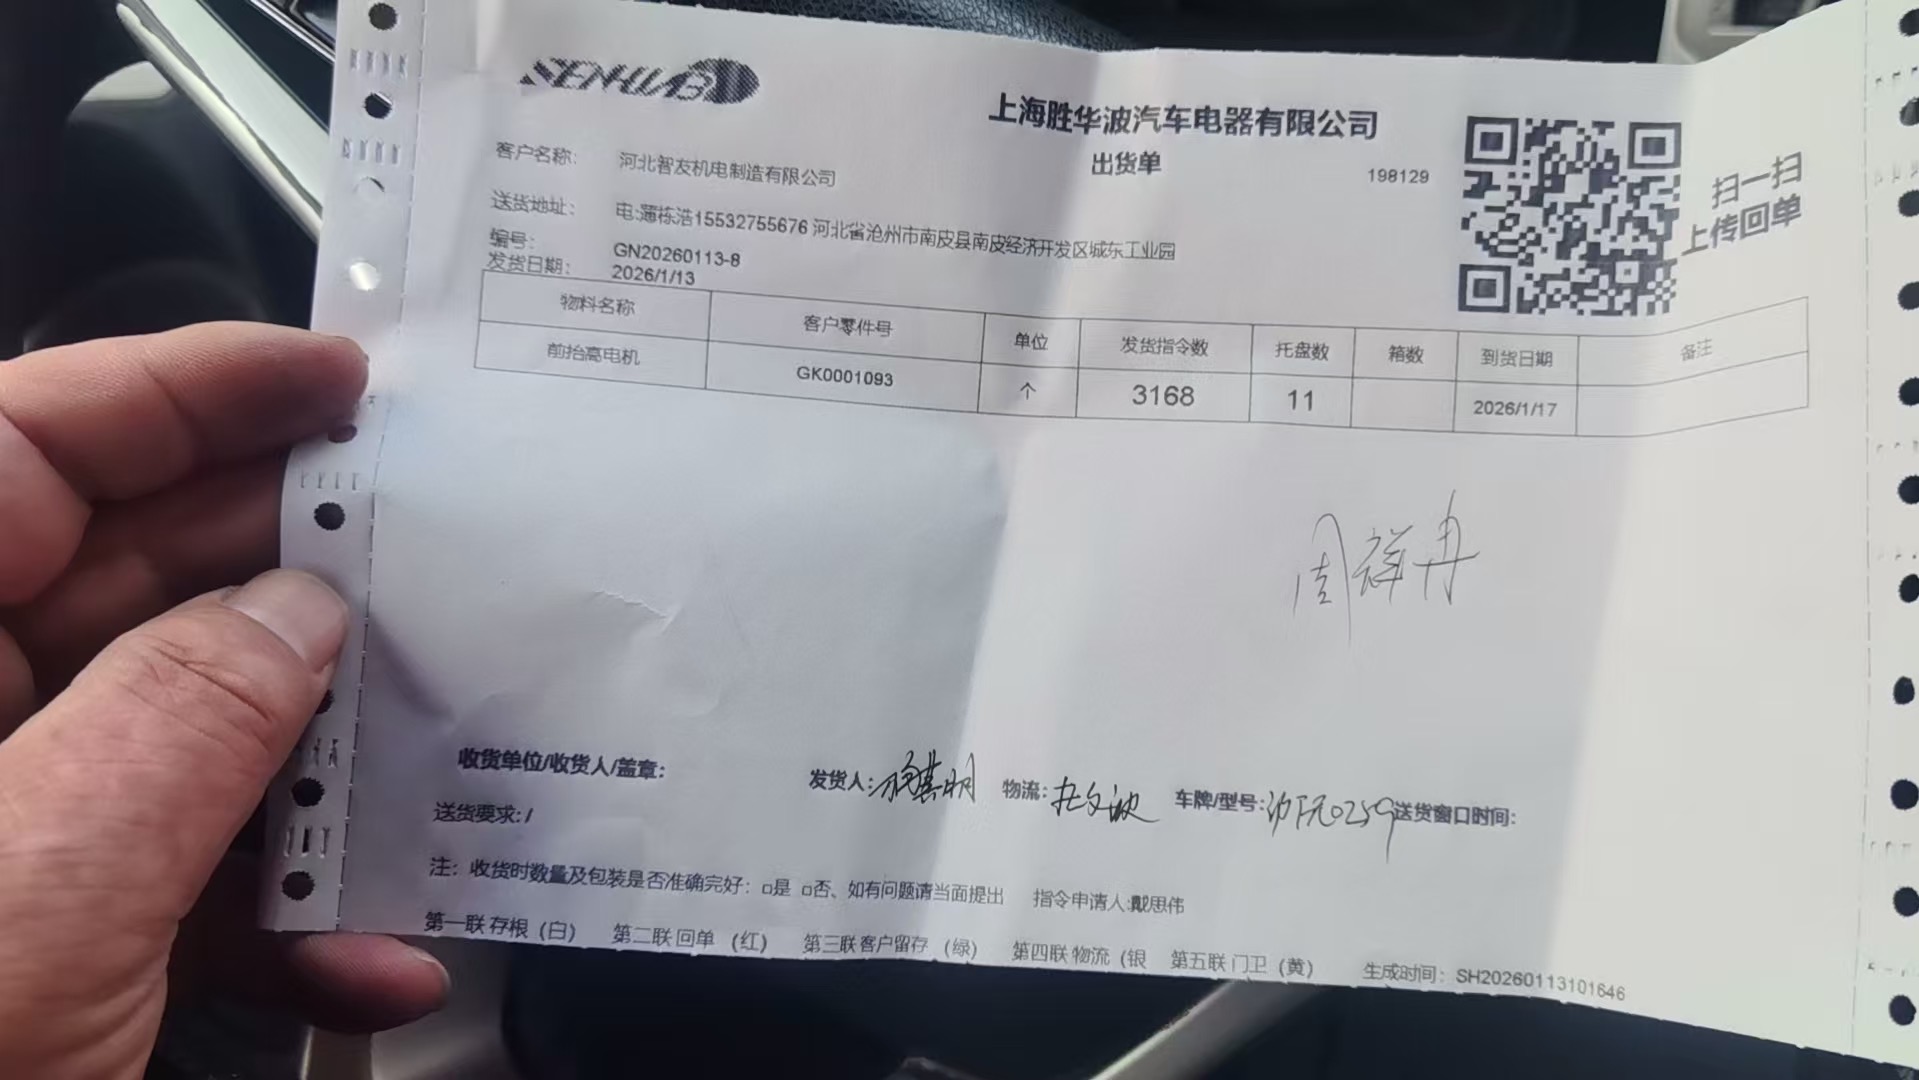 SENHWABO
上海胜华波汽车电器有限公司
出货单
198129
扫一扫
上传回单
客户名称: 河北智友机电制造有限公司
送货地址: 电:薄栋浩15532755676 河北省沧州市南皮县南皮经济开发区城东工业园
编号: GN20260113-8
发货日期: 2026/1/13
物料名称 客户零件号 单位 发货指令数 托盘数 箱数 到货日期 备注
前抬高电机 GK0001093 个 3168 11 2026/1/17
周祥冉
收货单位/收货人/盖章: 发货人: 物流: 车牌/型号: 送货窗口时间:
送货要求: /
注: 收货时数量及包装是否准确完好: □是 □否、如有问题请当面提出 指令申请人:戴思伟
第一联 存根 (白) 第二联 回单 (红) 第三联 客户留存 (绿) 第四联 物流 (银 第五联 门卫 (黄) 生成时间: SH20260113101646